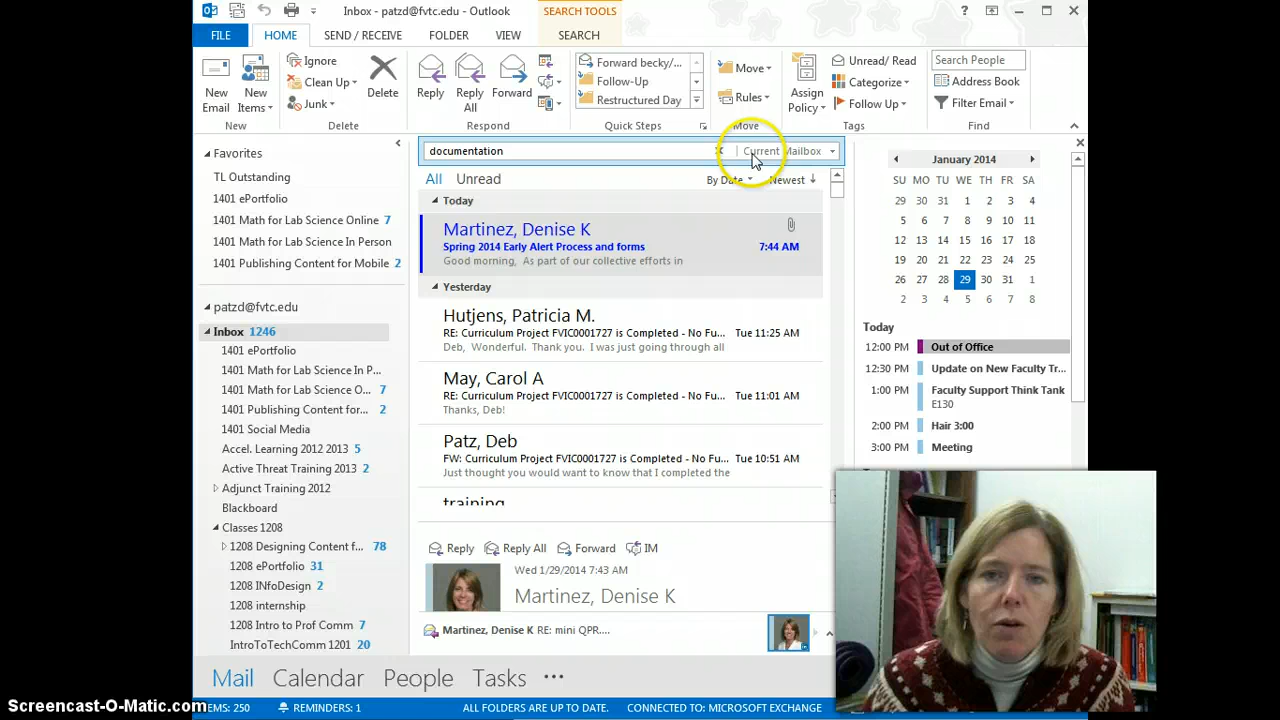 Inbox - patzd@fvtc.edu - Outlook
SEARCH TOOLS
?
FILE
HOME
SEND / RECEIVE
FOLDER
VIEW
SEARCH
New Email
New Items
New
Ignore
Clean Up
Junk
Delete
Delete
Reply
Reply All
Forward
Respond
Forward becky/...
Follow-Up
Restructured Day
Quick Steps
Move
Rules
Move
Assign Policy
Unread/ Read
Categorize
Follow Up
Tags
Search People
Address Book
Filter Email
Find
Favorites
TL Outstanding
1401 ePortfolio
1401 Math for Lab Science Online 7
1401 Math for Lab Science In Person
1401 Publishing Content for Mobile 2
patzd@fvtc.edu
Inbox 1246
1401 ePortfolio
1401 Math for Lab Science In P...
1401 Math for Lab Science O... 7
1401 Publishing Content for... 2
1401 Social Media
Accel. Learning 2012 2013 5
Active Threat Training 2013 2
Adjunct Training 2012
Blackboard
Classes 1208
1208 Designing Content f... 78
1208 ePortfolio 31
1208 INfoDesign 2
1208 internship
1208 Intro to Prof Comm 7
IntroToTechComm 1201 20
documentation
Current Mailbox
All Unread
By Date Newest
Today
Martinez, Denise K
Spring 2014 Early Alert Process and forms 7:44 AM
Good morning, As part of our collective efforts in
Yesterday
Hutjens, Patricia M.
RE: Curriculum Project FVIC0001727 is Completed - No Fu... Tue 11:25 AM
Deb, Wonderful. Thank you. I was just going through all
May, Carol A
RE: Curriculum Project FVIC0001727 is Completed - No Fu... Tue 11:01 AM
Thanks, Deb!
Patz, Deb
FW: Curriculum Project FVIC0001727 is Completed - No Fu... Tue 10:51 AM
Just thought you would want to know that I completed the
training
Reply Reply All Forward IM
Wed 1/29/2014 7:43 AM
Martinez, Denise K
Martinez, Denise K RE: mini QPR....
January 2014
SU MO TU WE TH FR SA
29 30 31 1 2 3 4
5 6 7 8 9 10 11
12 13 14 15 16 17 18
19 20 21 22 23 24 25
26 27 28 29 30 31 1
2 3 4 5 6 7 8
Today
12:00 PM Out of Office
12:30 PM Update on New Faculty Tr...
1:00 PM Faculty Support Think Tank
E130
2:00 PM Hair 3:00
3:00 PM Meeting
Mail Calendar People Tasks
Screencast-O-Matic.com
EMS: 250 REMINDERS: 1 ALL FOLDERS ARE UP TO DATE. CONNECTED TO: MICROSOFT EXCHANGE